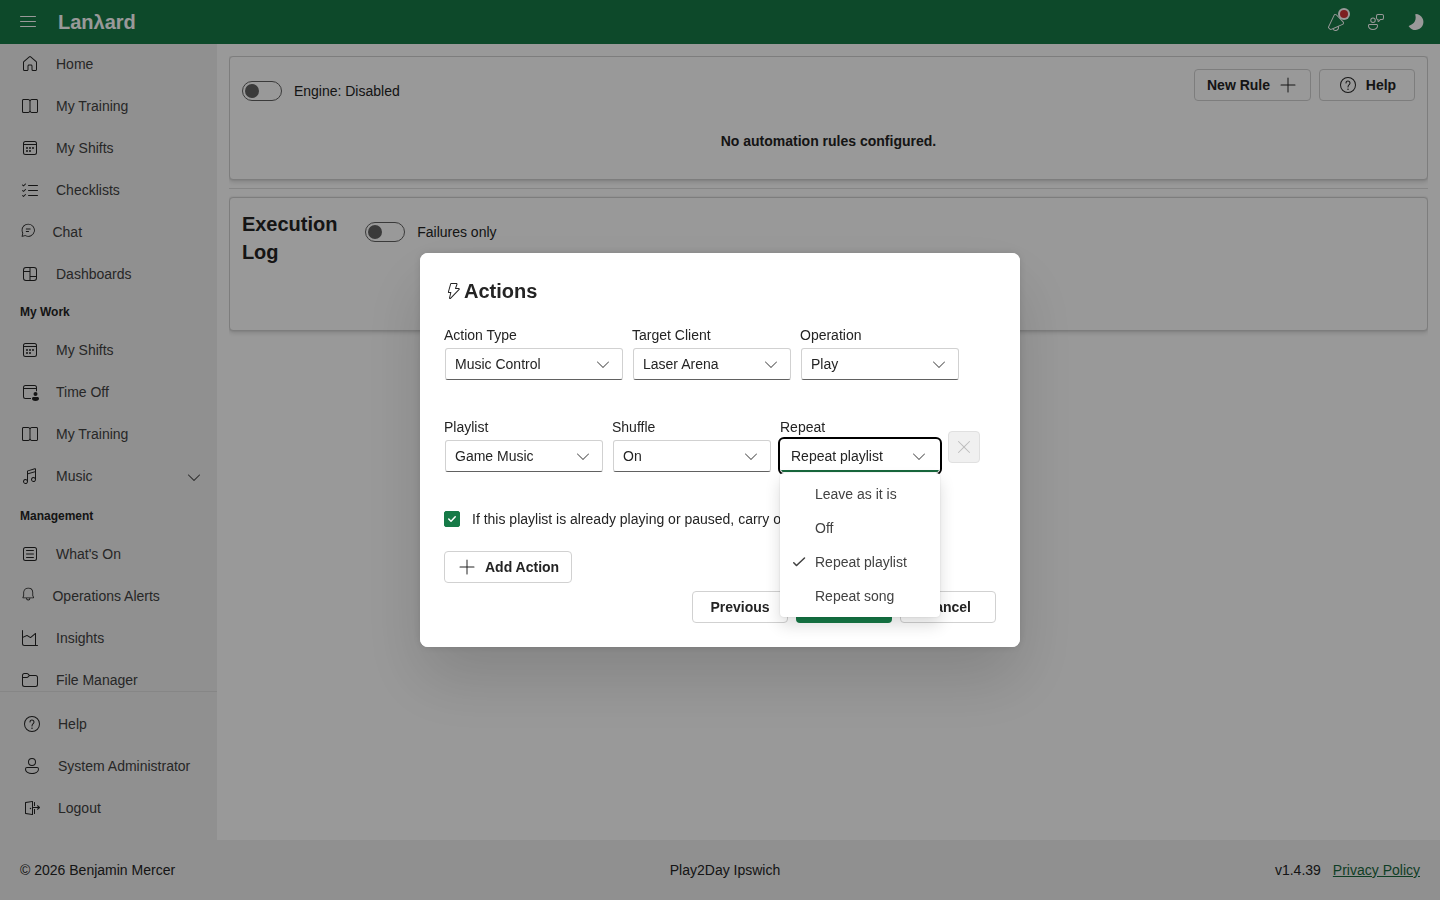 Lanλard
Home
My Training
My Shifts
Checklists
Chat
Dashboards
My Work
My Shifts
Time Off
My Training
Music
Management
What's On
Operations Alerts
Insights
File Manager
Help
System Administrator
Logout
Engine: Disabled
New Rule
Help
No automation rules configured.
Execution
Log
Failures only
Actions
Action Type
Target Client
Operation
Music Control
Laser Arena
Play
Playlist
Shuffle
Repeat
Game Music
On
Repeat playlist
Leave as it is
Off
Repeat playlist
Repeat song
If this playlist is already playing or paused, carry
Add Action
Previous
© 2026 Benjamin Mercer
Play2Day Ipswich
v1.4.39
Privacy Policy